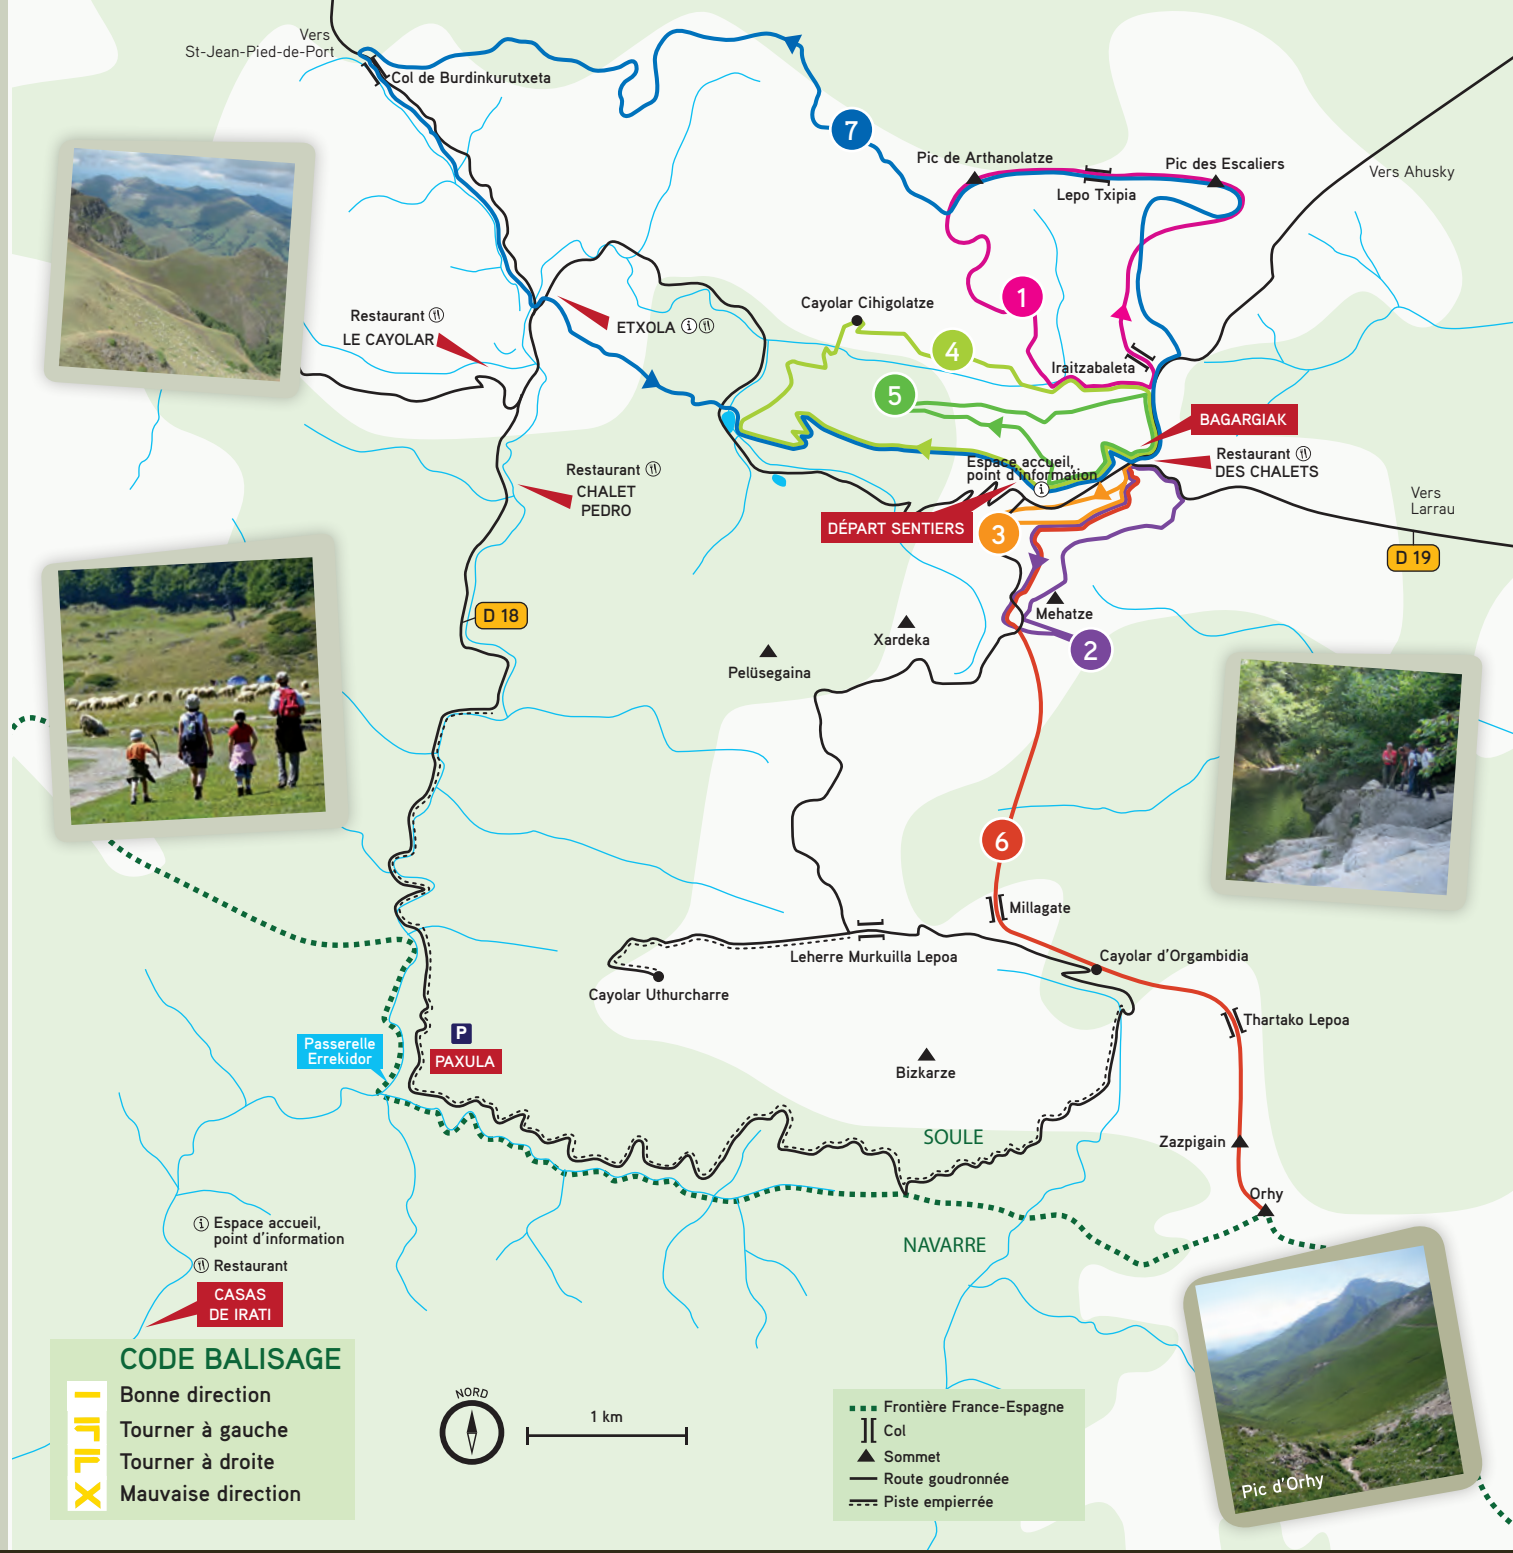 Vers
St-Jean-Pied-de-Port
Col de Burdinkurutxeta
7
Pic de Arthanolatze
Pic des Escaliers
Lepo Txipia
Vers Ahusky
1
Cayolar Cihigolatze
Restaurant
LE CAYOLAR
ETXOLA
4
Iraitzabaleta
5
BAGARGIAK
Restaurant
DES CHALETS
Espace accueil,
point d'information
Restaurant
CHALET
PEDRO
DÉPART SENTIERS
3
Vers
Larrau
D 19
D 18
Mehatze
Xardeka
2
Pelüsegaina
6
Millagate
Leherre Murkuilla Lepoa
Cayolar d'Orgambidia
Cayolar Uthurcharre
Thartako Lepoa
P
PAXULA
Passerelle
Errekidor
Bizkarze
SOULE
Zazpigain
Orhy
NAVARRE
Espace accueil,
point d'information
Restaurant
CASAS
DE IRATI
CODE BALISAGE
Bonne direction
Tourner à gauche
Tourner à droite
Mauvaise direction
NORD
1 km
Frontière France-Espagne
Col
Sommet
Route goudronnée
Piste empierrée
Pic d'Orhy